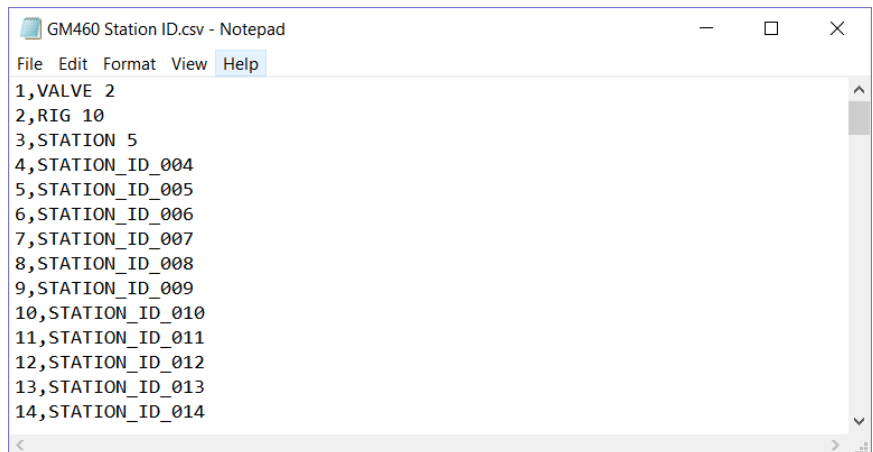 GM460 Station ID.csv - Notepad
File Edit Format View Help
1,VALVE 2
2,RIG 10
3,STATION 5
4,STATION_ID_004
5,STATION_ID_005
6,STATION_ID_006
7,STATION_ID_007
8,STATION_ID_008
9,STATION_ID_009
10,STATION_ID_010
11,STATION_ID_011
12,STATION_ID_012
13,STATION_ID_013
14,STATION_ID_014